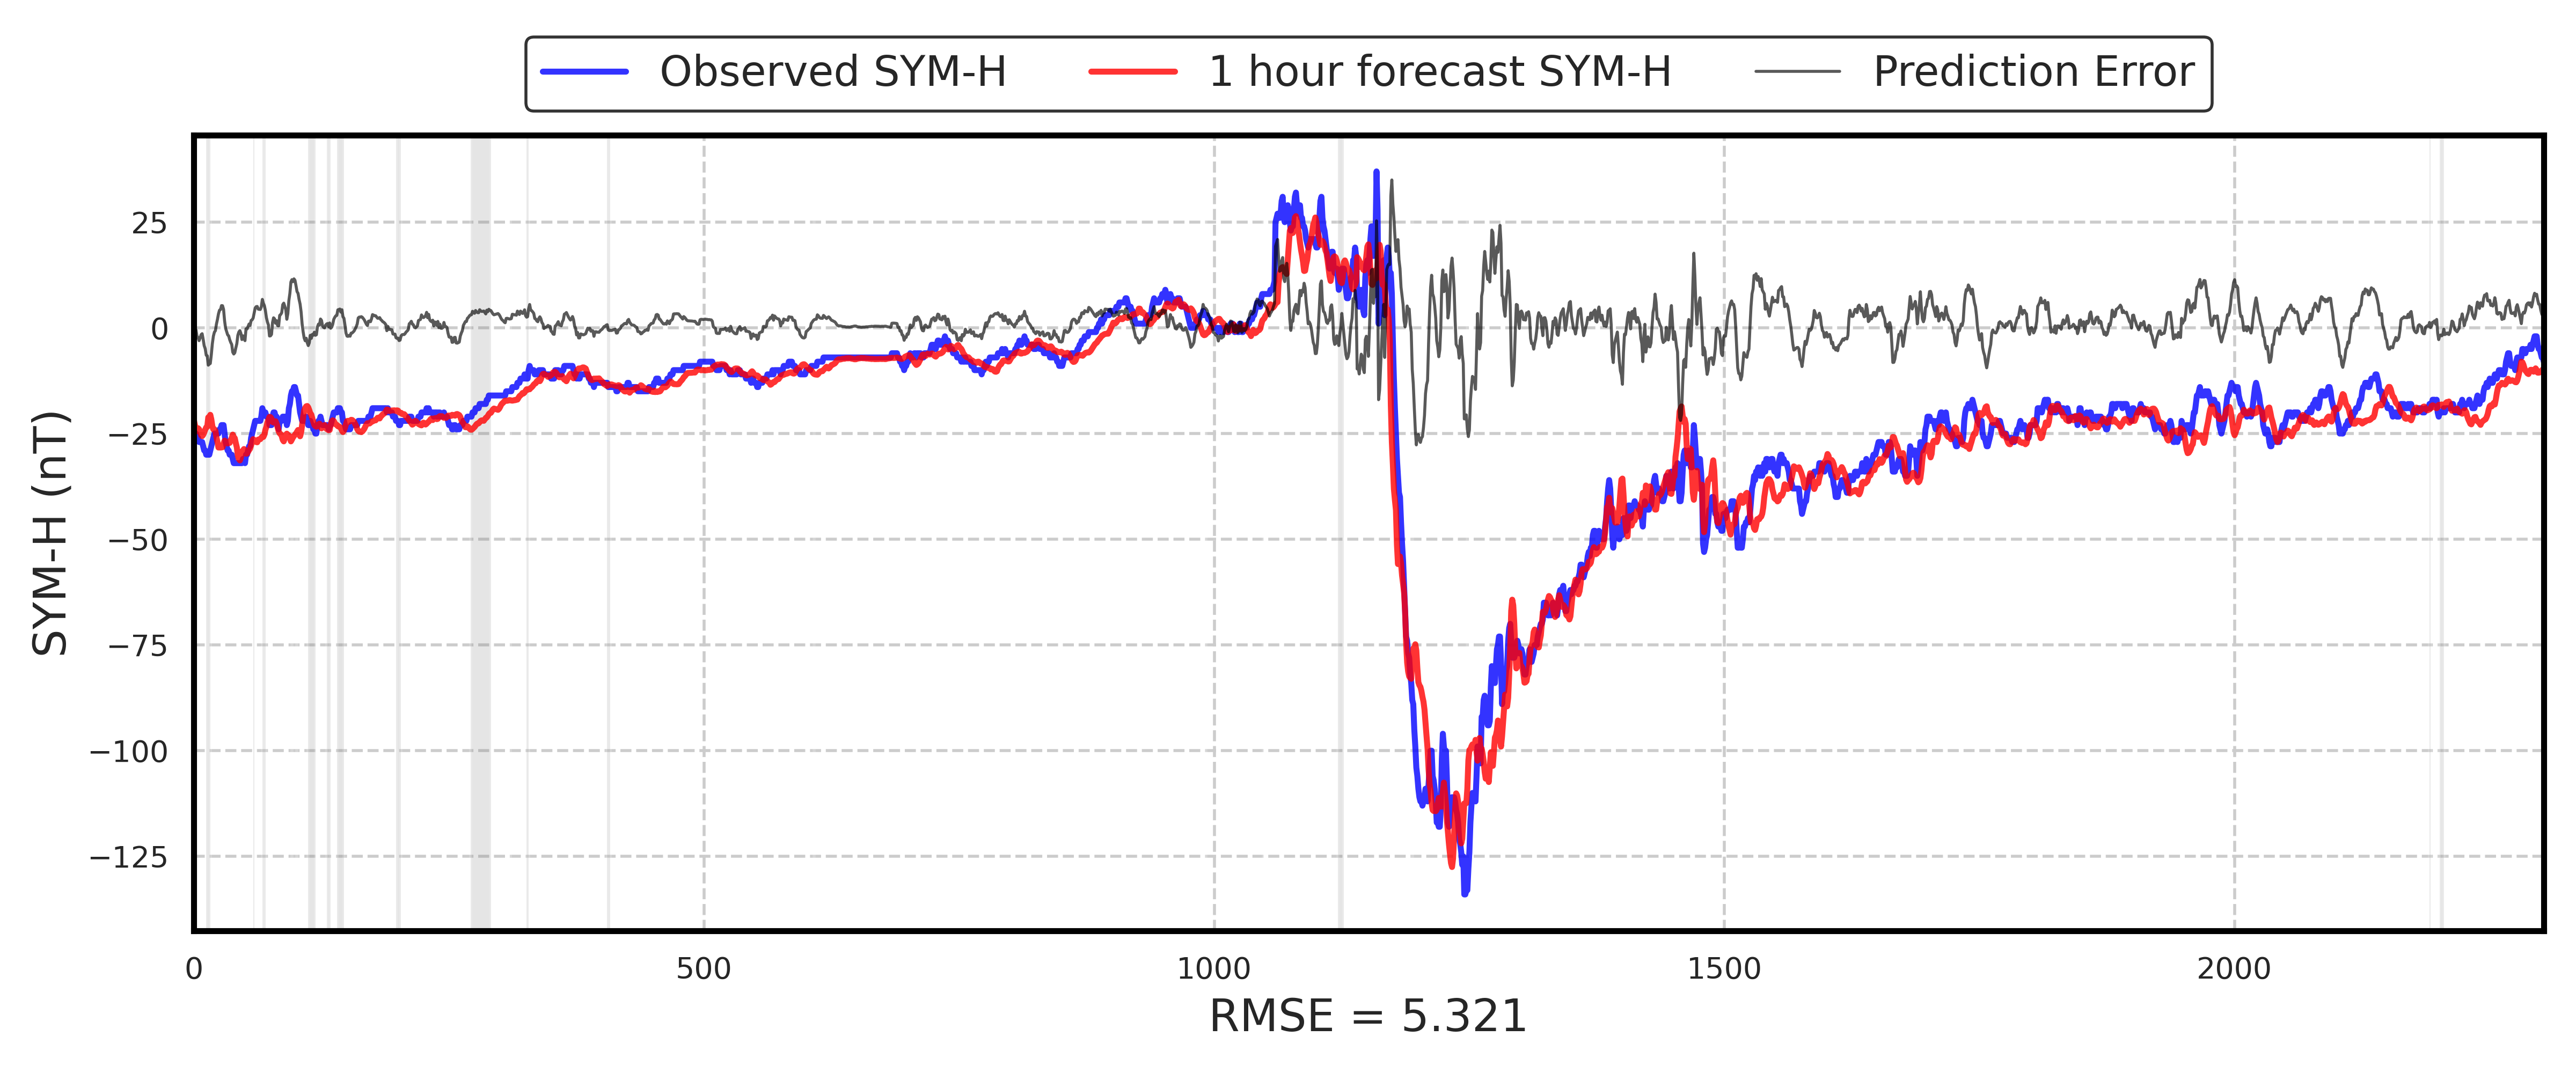 Observed SYM-H 1 hour forecast SYM-H Prediction Error
SYM-H (nT)
25
0
−25
−50
−75
−100
−125
0 500 1000 1500 2000
RMSE = 5.321